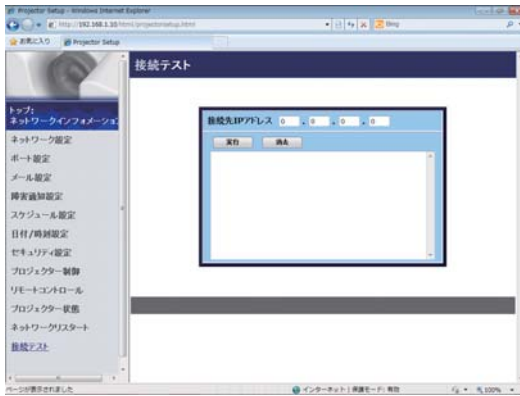 Projector Setup - Windows Internet Explorer
http://192.168.1.10/html/projectorsetup.html
Bing
お気に入り
Projector Setup
接続テスト
トップ:
ネットワークインフォメーション
ネットワーク設定
ポート設定
メール設定
障害通知設定
スケジュール設定
日付/時刻設定
セキュリティ設定
プロジェクター制御
リモートコントロール
プロジェクター状態
ネットワークリスタート
接続テスト
接続先IPアドレス 0 . 0 . 0 . 0
実行 消去
ページが表示されました
インターネット | 保護モード: 有効
100%